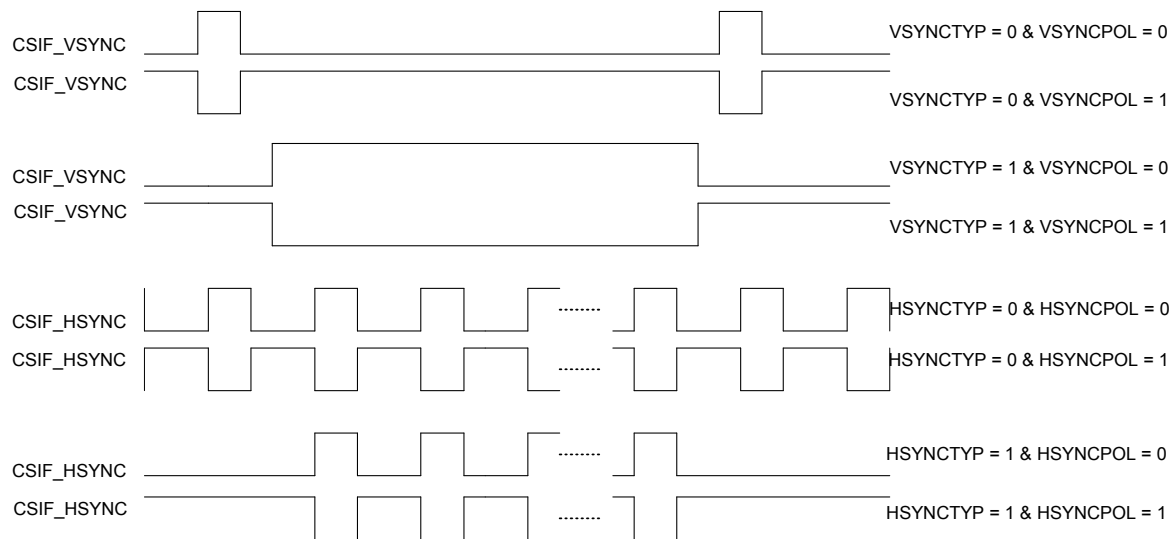 CSIF_VSYNC VSYNCTYP = 0 & VSYNCPOL = 0
CSIF_VSYNC VSYNCTYP = 0 & VSYNCPOL = 1
CSIF_VSYNC VSYNCTYP = 1 & VSYNCPOL = 0
CSIF_VSYNC VSYNCTYP = 1 & VSYNCPOL = 1
CSIF_HSYNC HSYNCTYP = 0 & HSYNCPOL = 0
CSIF_HSYNC HSYNCTYP = 0 & HSYNCPOL = 1
CSIF_HSYNC HSYNCTYP = 1 & HSYNCPOL = 0
CSIF_HSYNC HSYNCTYP = 1 & HSYNCPOL = 1